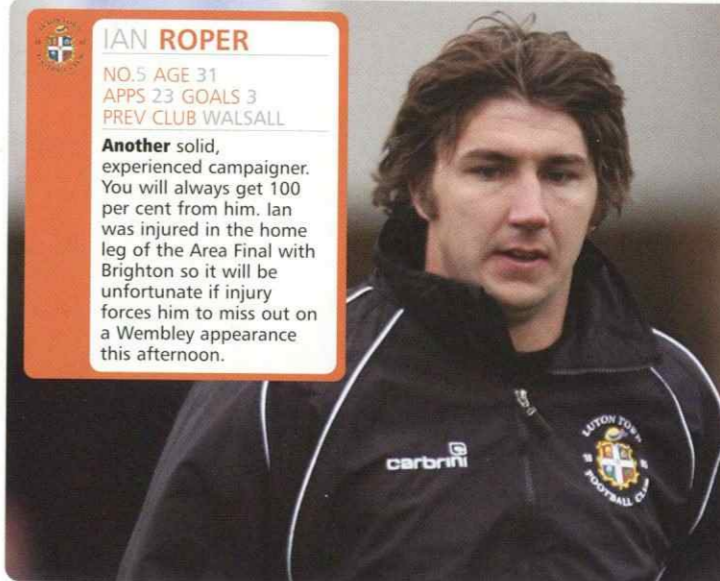 IAN ROPER
NO.5 AGE 31
APPS 23 GOALS 3
PREV CLUB WALSALL
Another solid,
experienced campaigner.
You will always get 100
per cent from him. Ian
was injured in the home
leg of the Area Final with
Brighton so it will be
unfortunate if injury
forces him to miss out on
a Wembley appearance
this afternoon.
carbrini
LUTON TOWN
FOOTBALL CLUB